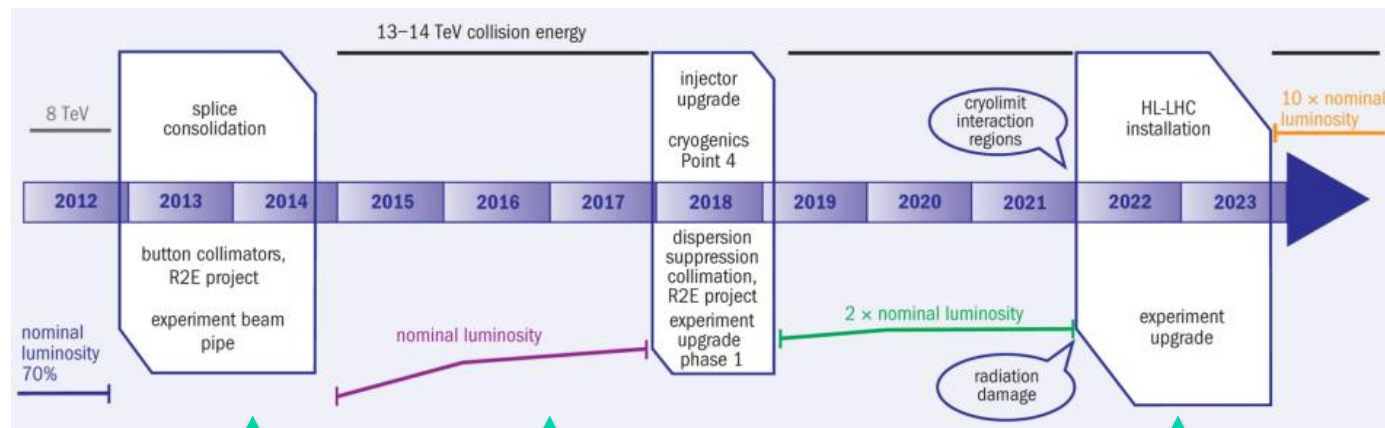 13–14 TeV collision energy
8 TeV
splice
consolidation
injector
upgrade
cryogenics
Point 4
cryolimit
interaction
regions
HL-LHC
installation
10 × nominal
luminosity
2012 2013 2014 2015 2016 2017 2018 2019 2020 2021 2022 2023
button collimators,
R2E project
experiment beam
pipe
dispersion
suppression
collimation,
R2E project
experiment
upgrade
phase 1
nominal
luminosity
70%
nominal luminosity
2 × nominal luminosity
radiation
damage
experiment
upgrade